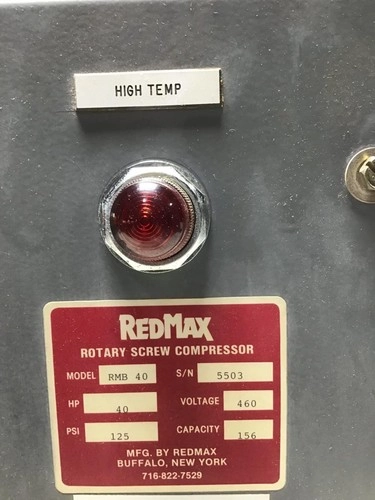 HIGH TEMP
REDMAX
ROTARY SCREW COMPRESSOR
MODEL RMB 40 S/N 5503
HP 40 VOLTAGE 460
PSI 125 CAPACITY 156
MFG. BY REDMAX
BUFFALO, NEW YORK
716-822-7529